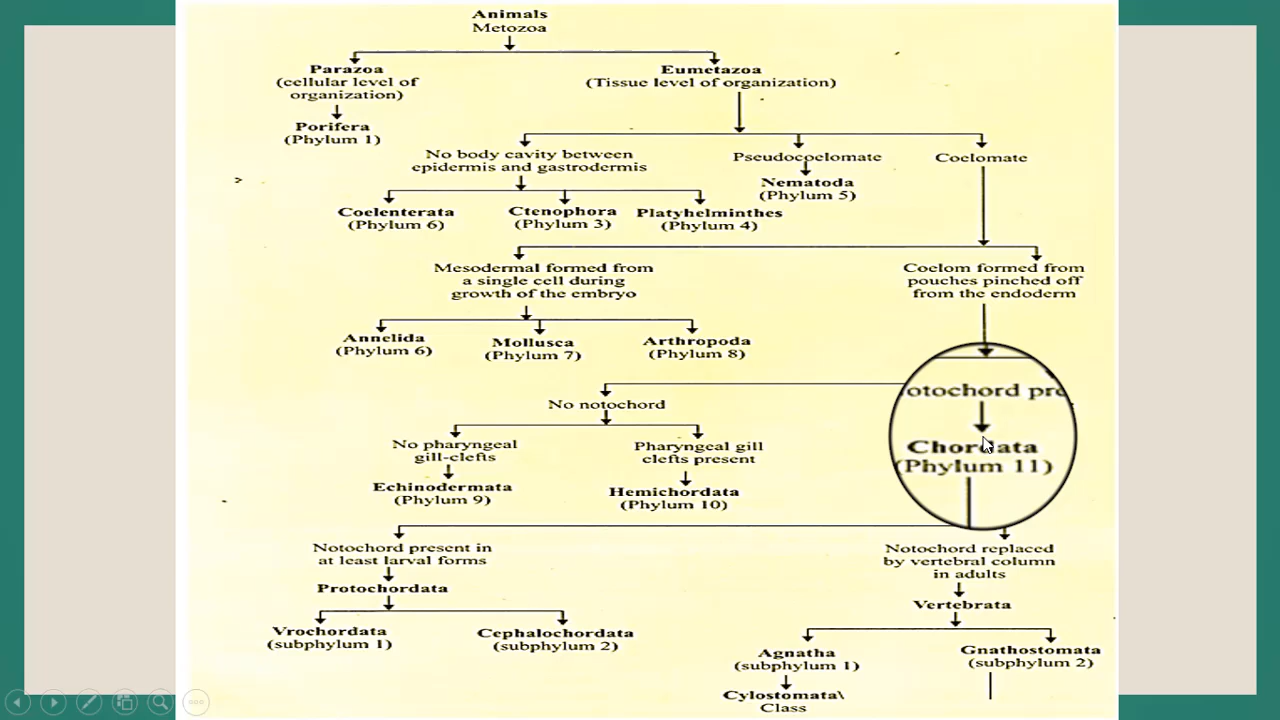 Animals
Metozoa
Parazoa
(cellular level of
organization)
Porifera
(Phylum 1)
Eumetazoa
(Tissue level of organization)
No body cavity between
epidermis and gastrodermis
Pseudocoelomate
Nematoda
(Phylum 5)
Coelomate
Coelenterata
(Phylum 6)
Ctenophora
(Phylum 3)
Platyhelminthes
(Phylum 4)
Mesodermal formed from
a single cell during
growth of the embryo
Coelom formed from
pouches pinched off
from the endoderm
Annelida
(Phylum 6)
Mollusca
(Phylum 7)
Arthropoda
(Phylum 8)
No notochord
otochord pre
Chordata
(Phylum 11)
No pharyngeal
gill-clefts
Echinodermata
(Phylum 9)
Pharyngeal gill
clefts present
Hemichordata
(Phylum 10)
Notochord present in
at least larval forms
Protochordata
Vrochordata
(subphylum 1)
Cephalochordata
(subphylum 2)
Notochord replaced
by vertebral column
in adults
Vertebrata
Agnatha
(subphylum 1)
Cylostomata\
Class
Gnathostomata
(subphylum 2)